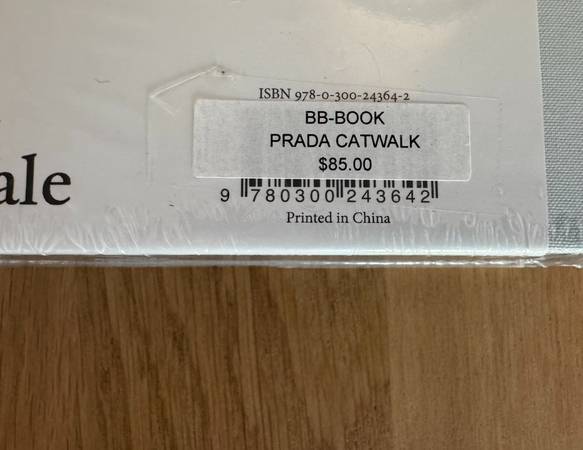 ale
ISBN 978-0-300-24364-2
BB-BOOK
PRADA CATWALK
$85.00
9 780300 243642
Printed in China